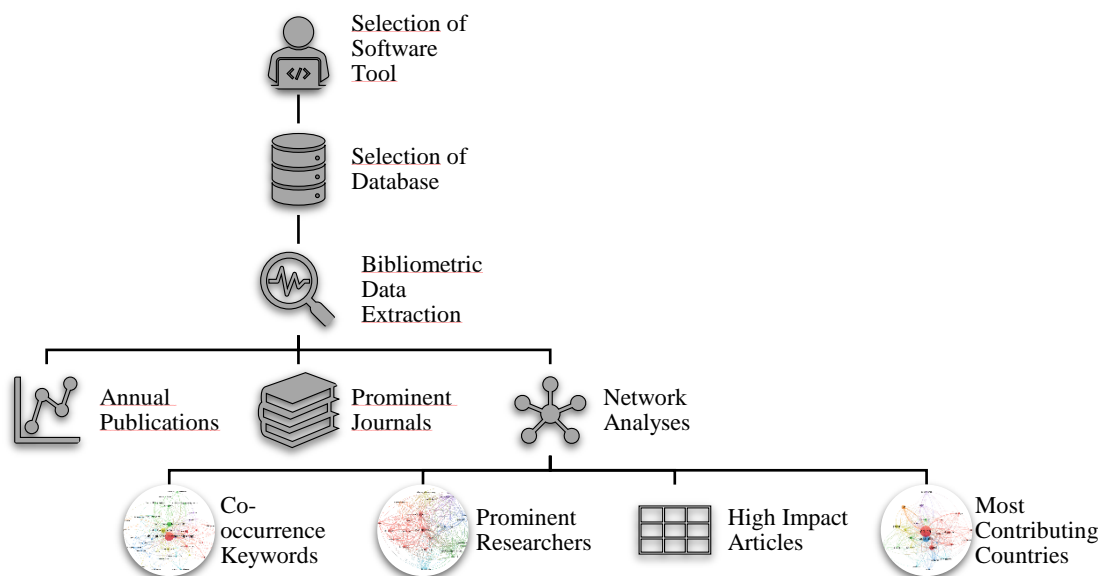 Selection of
Software
Tool
</>
Selection of
Database
Bibliometric
Data
Extraction
Annual
Publications
Prominent
Journals
Network
Analyses
Co-
occurrence
Keywords
Prominent
Researchers
High Impact
Articles
Most
Contributing
Countries